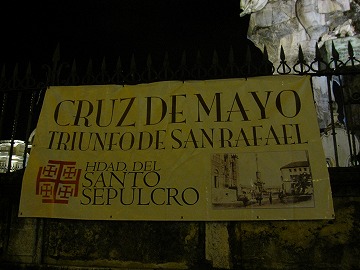 CRUZ DE MAYO
TRIUNFO DE SAN RAFAEL
HDAD. DEL
SANTO
SEPULCRO